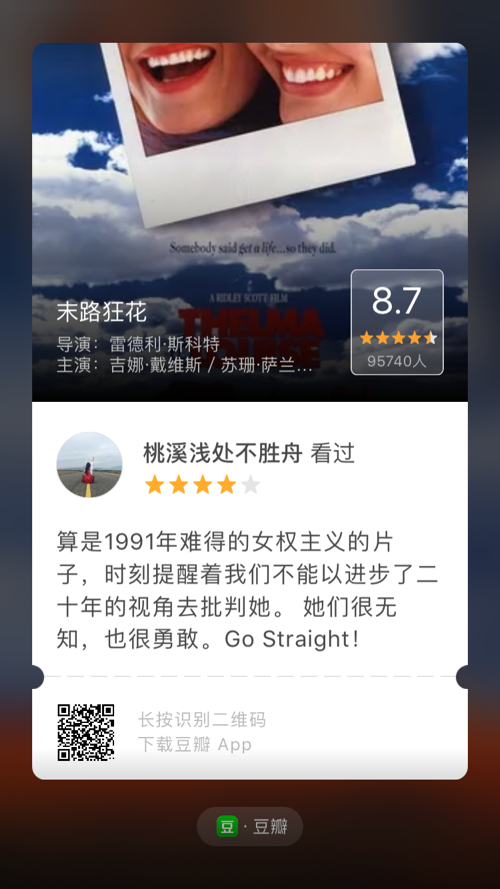 Somebody said get a life...so they did.
A RIDLEY SCOTT FILM
THELMA
末路狂花
导演：雷德利·斯科特
主演：吉娜·戴维斯 / 苏珊·萨兰...
8.7
95740人
桃溪浅处不胜舟 看过
算是1991年难得的女权主义的片
子，时刻提醒着我们不能以进步了二
十年的视角去批判她。 她们很无
知，也很勇敢。Go Straight！
长按识别二维码
下载豆瓣 App
豆 · 豆瓣